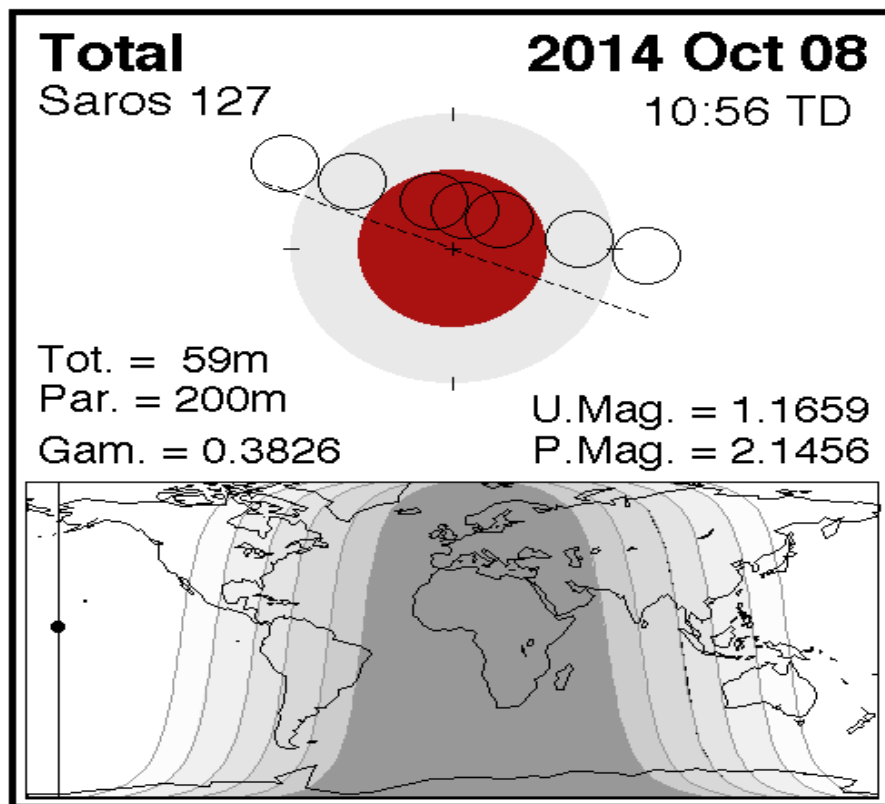 Total
2014 Oct 08
Saros 127
10:56 TD
Tot. = 59m
Par. = 200m
Gam. = 0.3826
U.Mag. = 1.1659
P.Mag. = 2.1456